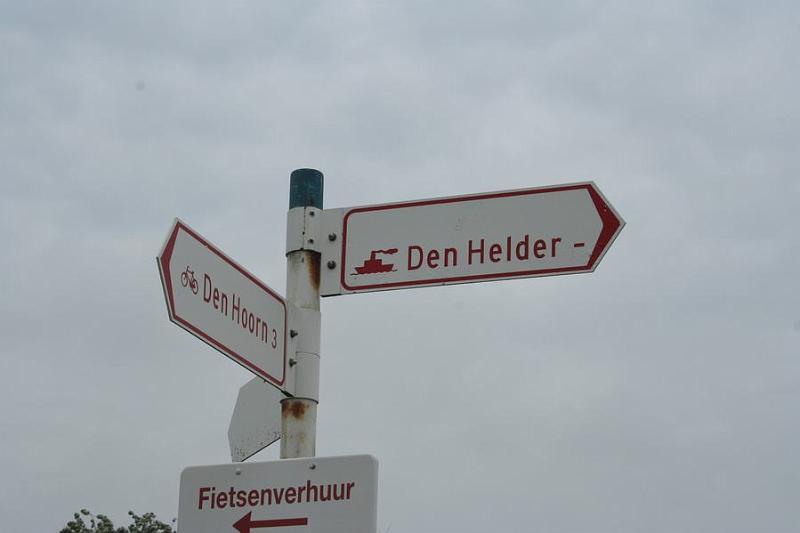 Den Helder -
Den Hoorn 3
Fietsenverhuur